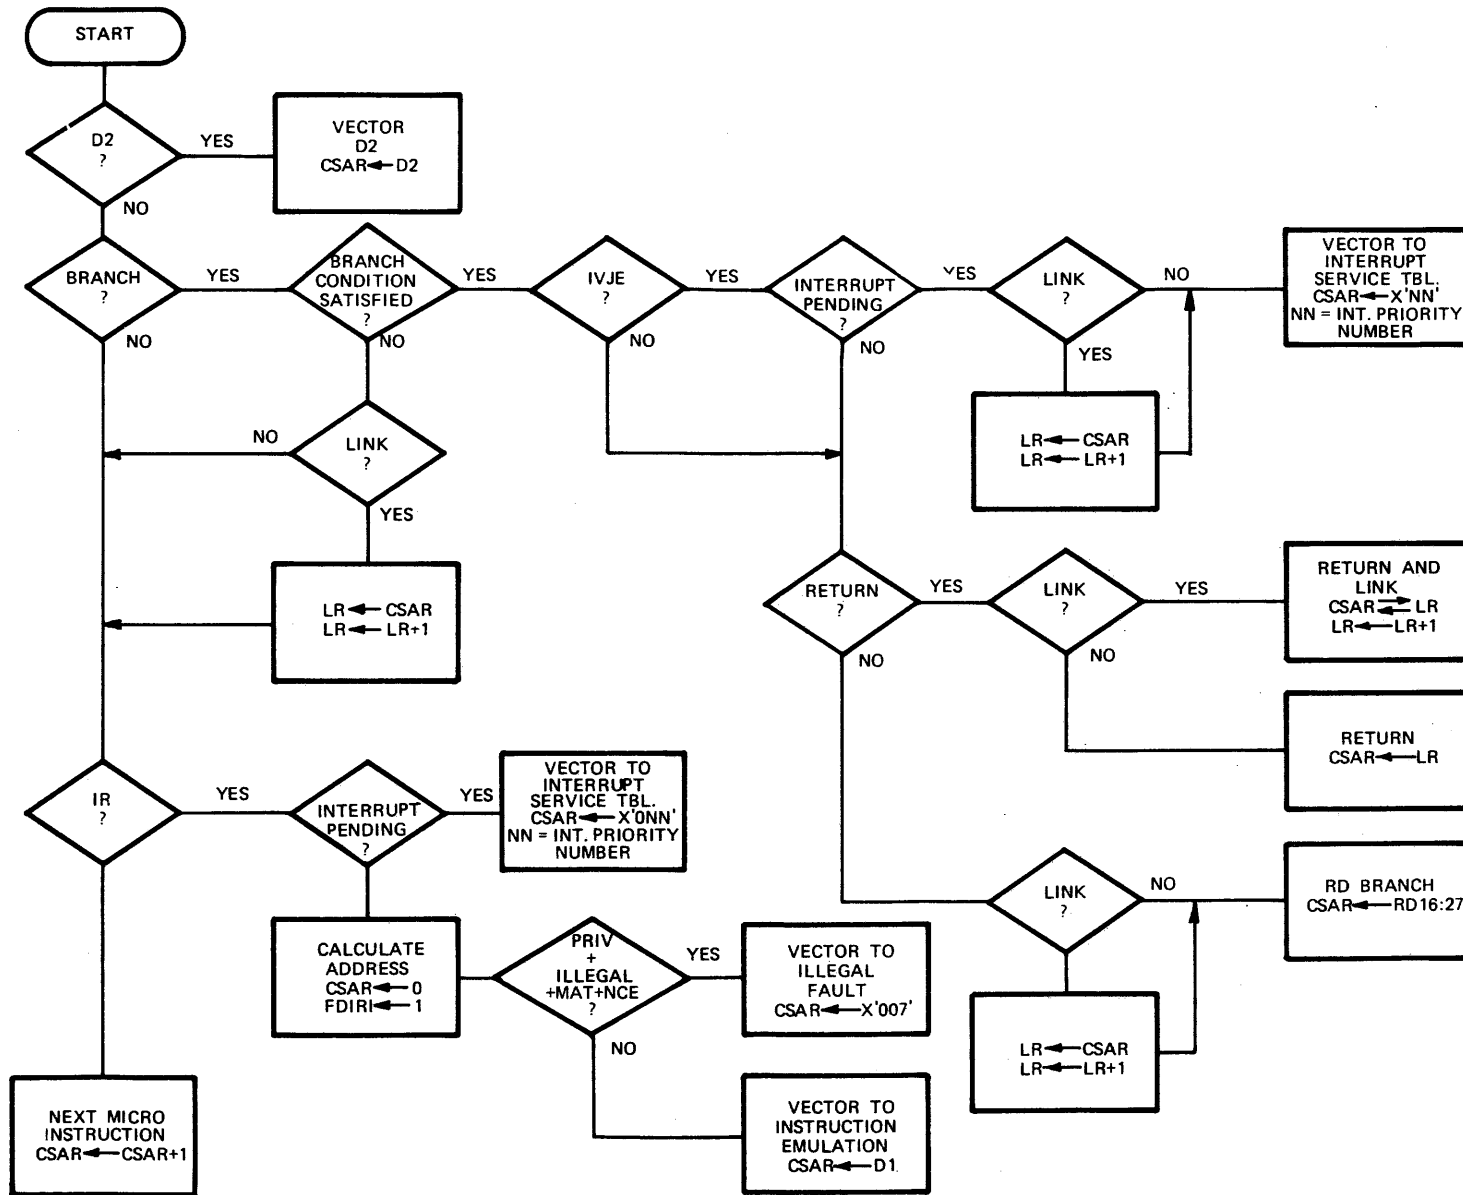 START
D2
?
YES
VECTOR
D2
CSAR←D2
NO
BRANCH
?
YES
BRANCH
CONDITION
SATISFIED
?
YES
IVJE
?
YES
INTERRUPT
PENDING
?
YES
LINK
?
NO
VECTOR TO
INTERRUPT
SERVICE TBL.
CSAR←X'NN'
NN = INT. PRIORITY
NUMBER
NO
NO
NO
NO
YES
LR←CSAR
LR←LR+1
NO
LINK
?
YES
LR←CSAR
LR←LR+1
RETURN
?
YES
LINK
?
YES
RETURN AND
LINK
CSAR⇄LR
LR←LR+1
NO
NO
RETURN
CSAR←LR
IR
?
YES
INTERRUPT
PENDING
?
YES
VECTOR TO
INTERRUPT
SERVICE TBL.
CSAR←X'0NN'
NN = INT. PRIORITY
NUMBER
LINK
?
NO
RD BRANCH
CSAR←RD16:27
CALCULATE
ADDRESS
CSAR←0
FDIRI←1
PRIV
+
ILLEGAL
+MAT+NCE
?
YES
VECTOR TO
ILLEGAL
FAULT
CSAR←X'007'
NO
LR←CSAR
LR←LR+1
NEXT MICRO
INSTRUCTION
CSAR←CSAR+1
VECTOR TO
INSTRUCTION
EMULATION
CSAR←D1